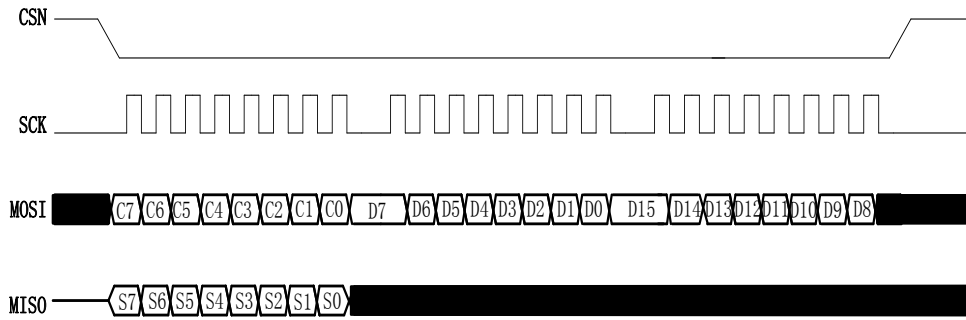 CSN
SCK
MOSI C7 C6 C5 C4 C3 C2 C1 C0 D7 D6 D5 D4 D3 D2 D1 D0 D15 D14 D13 D12 D11 D10 D9 D8
MISO S7 S6 S5 S4 S3 S2 S1 S0